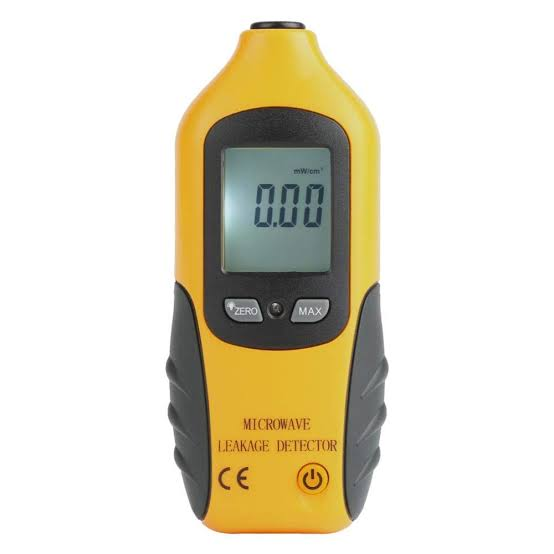 mW/cm²
0.00
ZERO
MAX
MICROWAVE
LEAKAGE DETECTOR
CE